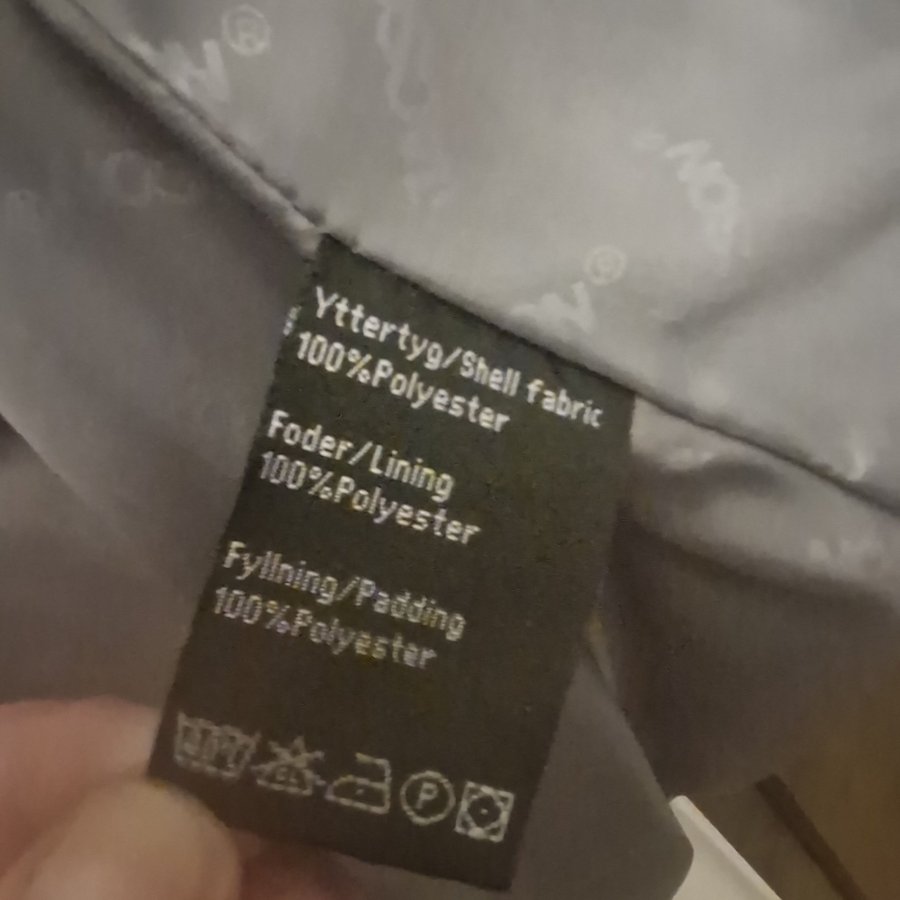 Yttertyg/Shell fabric
100%Polyester
Foder/Lining
100%Polyester
Fyllning/Padding
100%Polyester
P